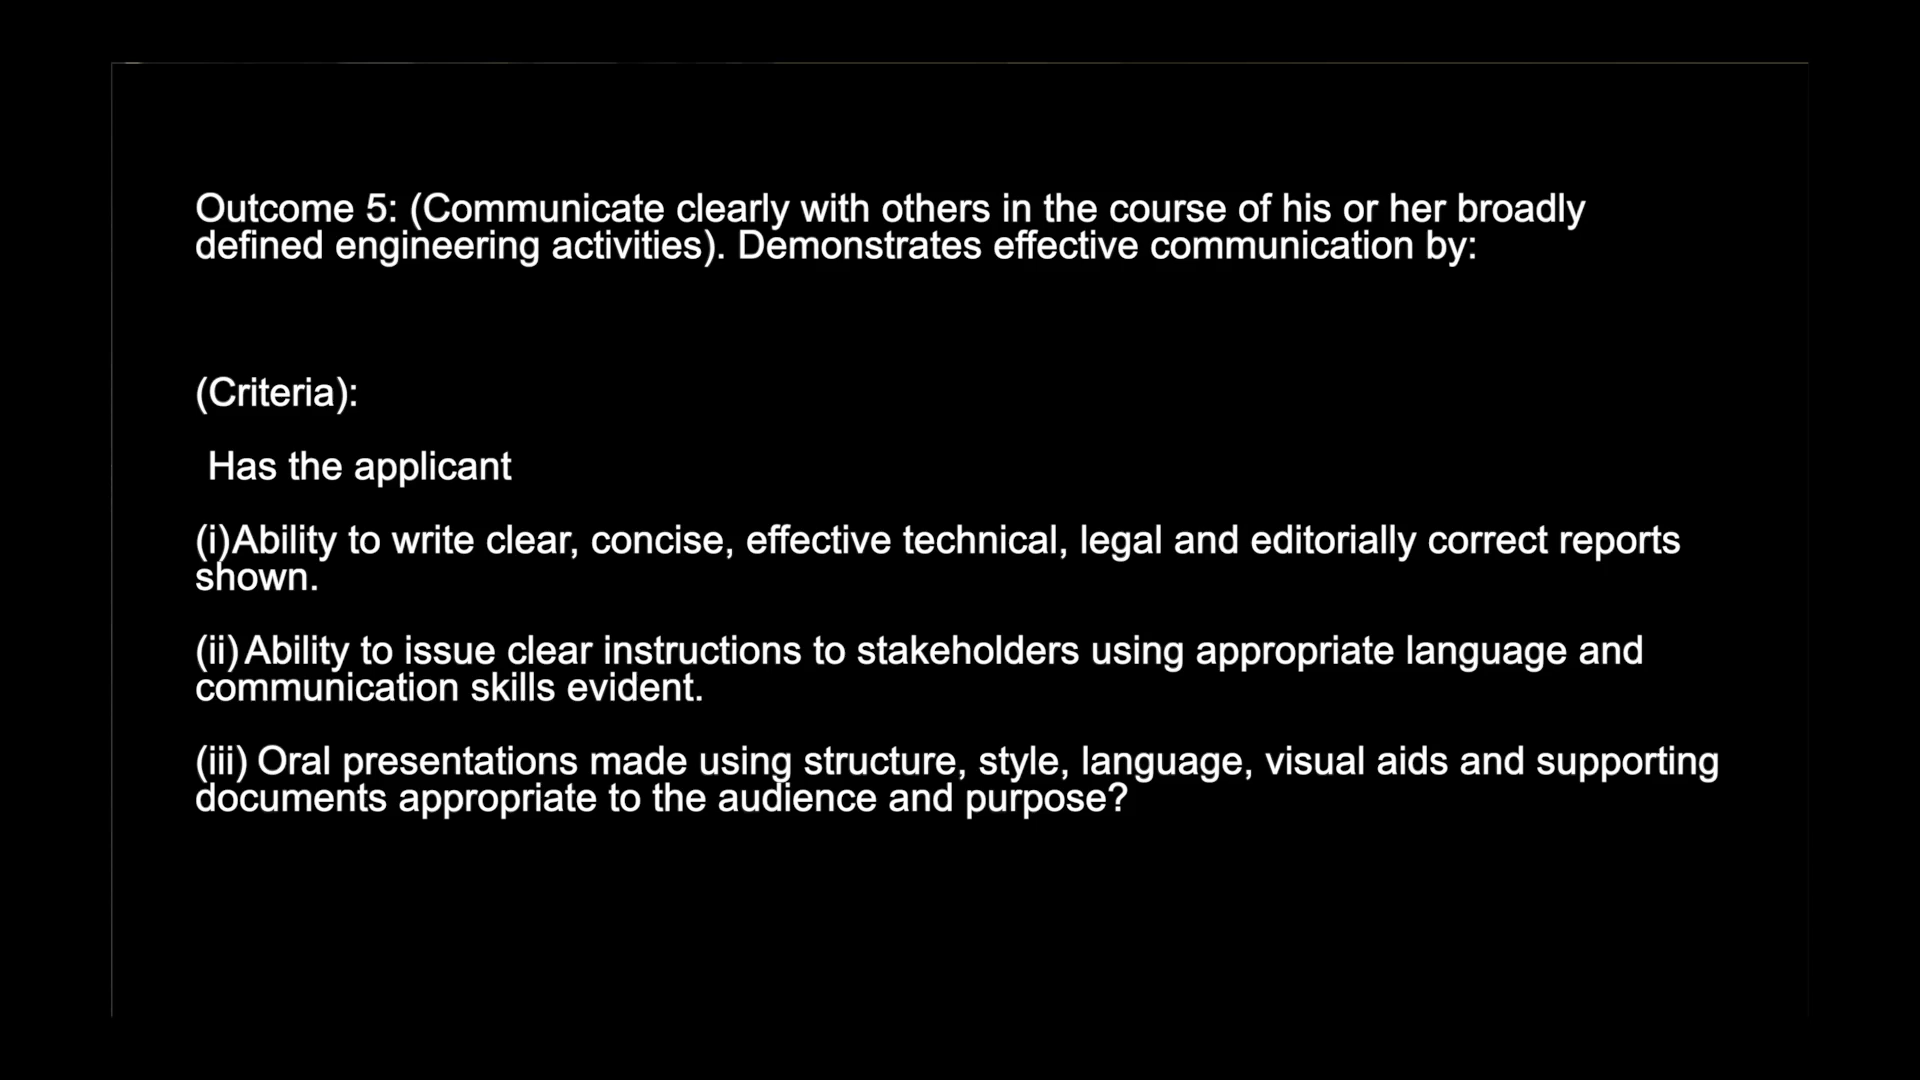 Outcome 5: (Communicate clearly with others in the course of his or her broadly
defined engineering activities). Demonstrates effective communication by:
(Criteria):
Has the applicant
(i)Ability to write clear, concise, effective technical, legal and editorially correct reports
shown.
(ii) Ability to issue clear instructions to stakeholders using appropriate language and
communication skills evident.
(iii) Oral presentations made using structure, style, language, visual aids and supporting
documents appropriate to the audience and purpose?